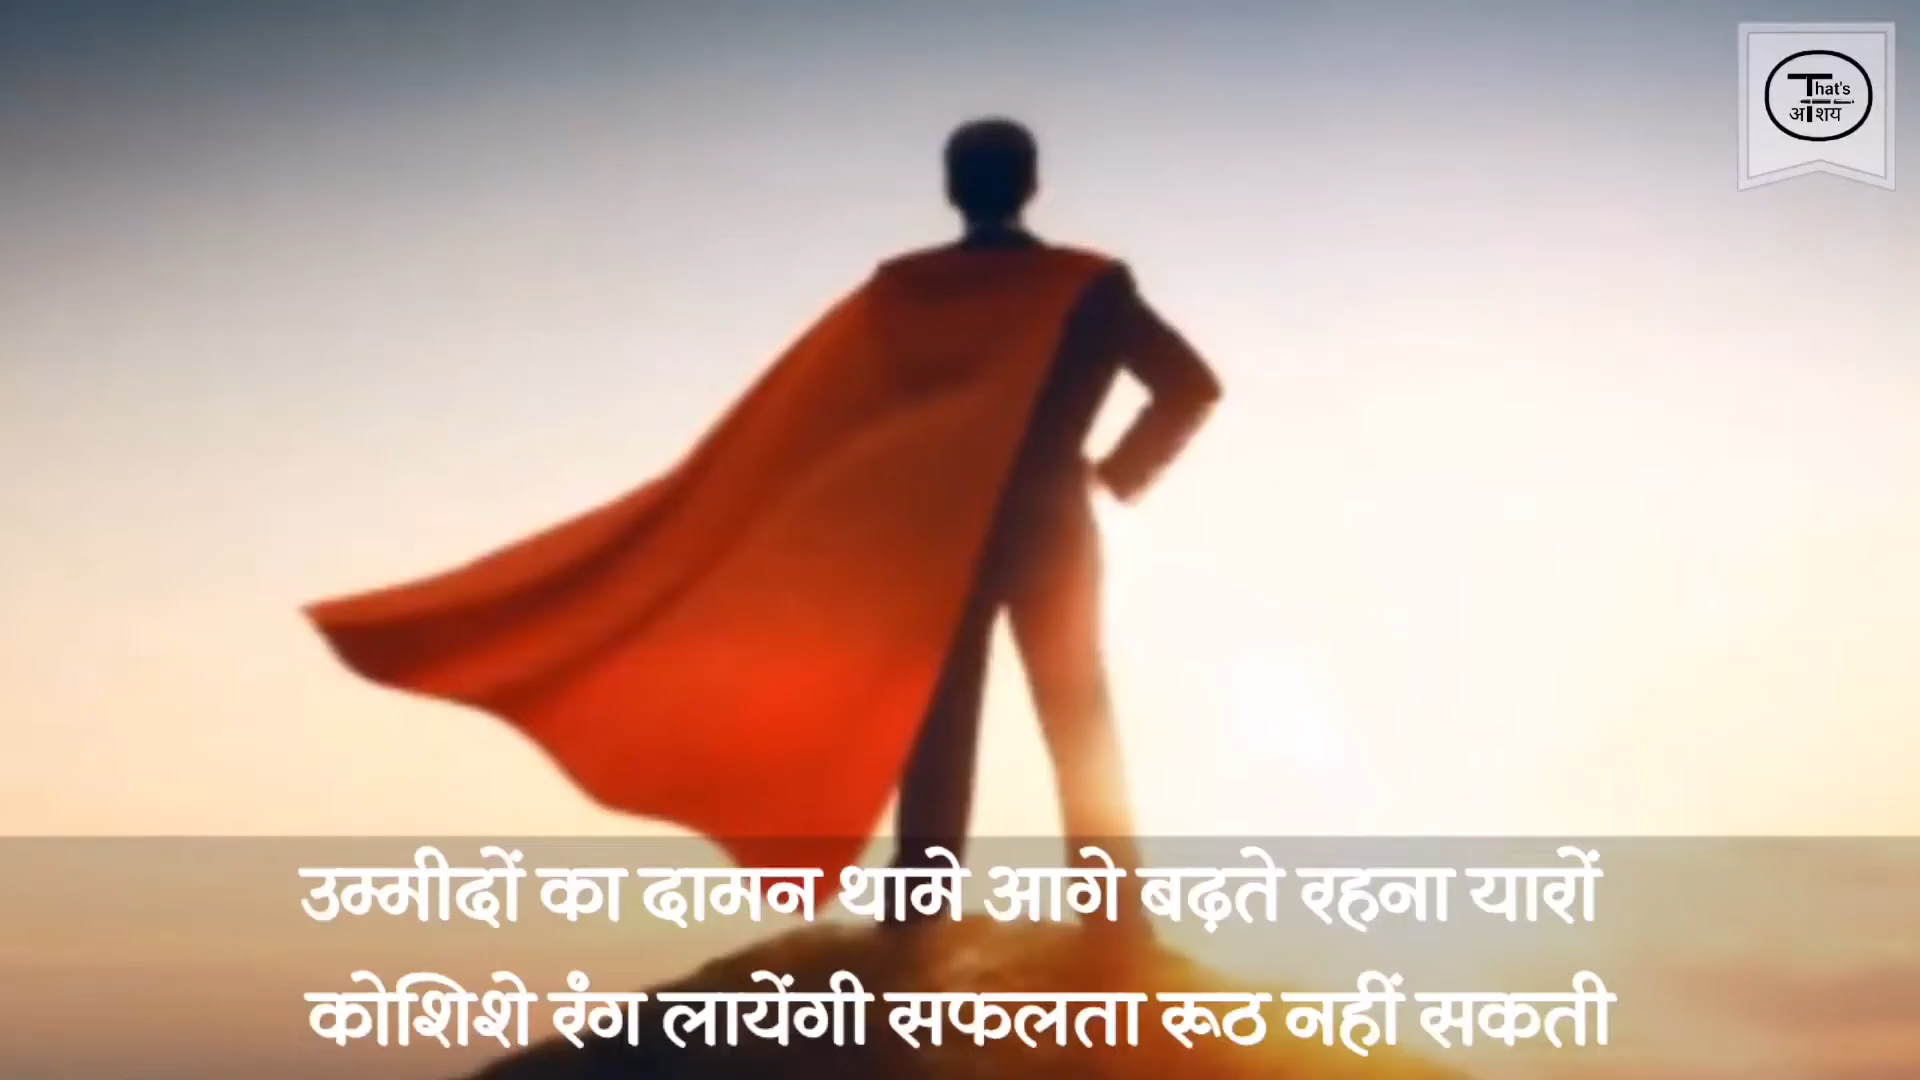 That's
आशय
उम्मीदों का दामन थामे आगे बढ़ते रहना यारों
कोशिशे रंग लायेंगी सफलता रूठ नहीं सकती